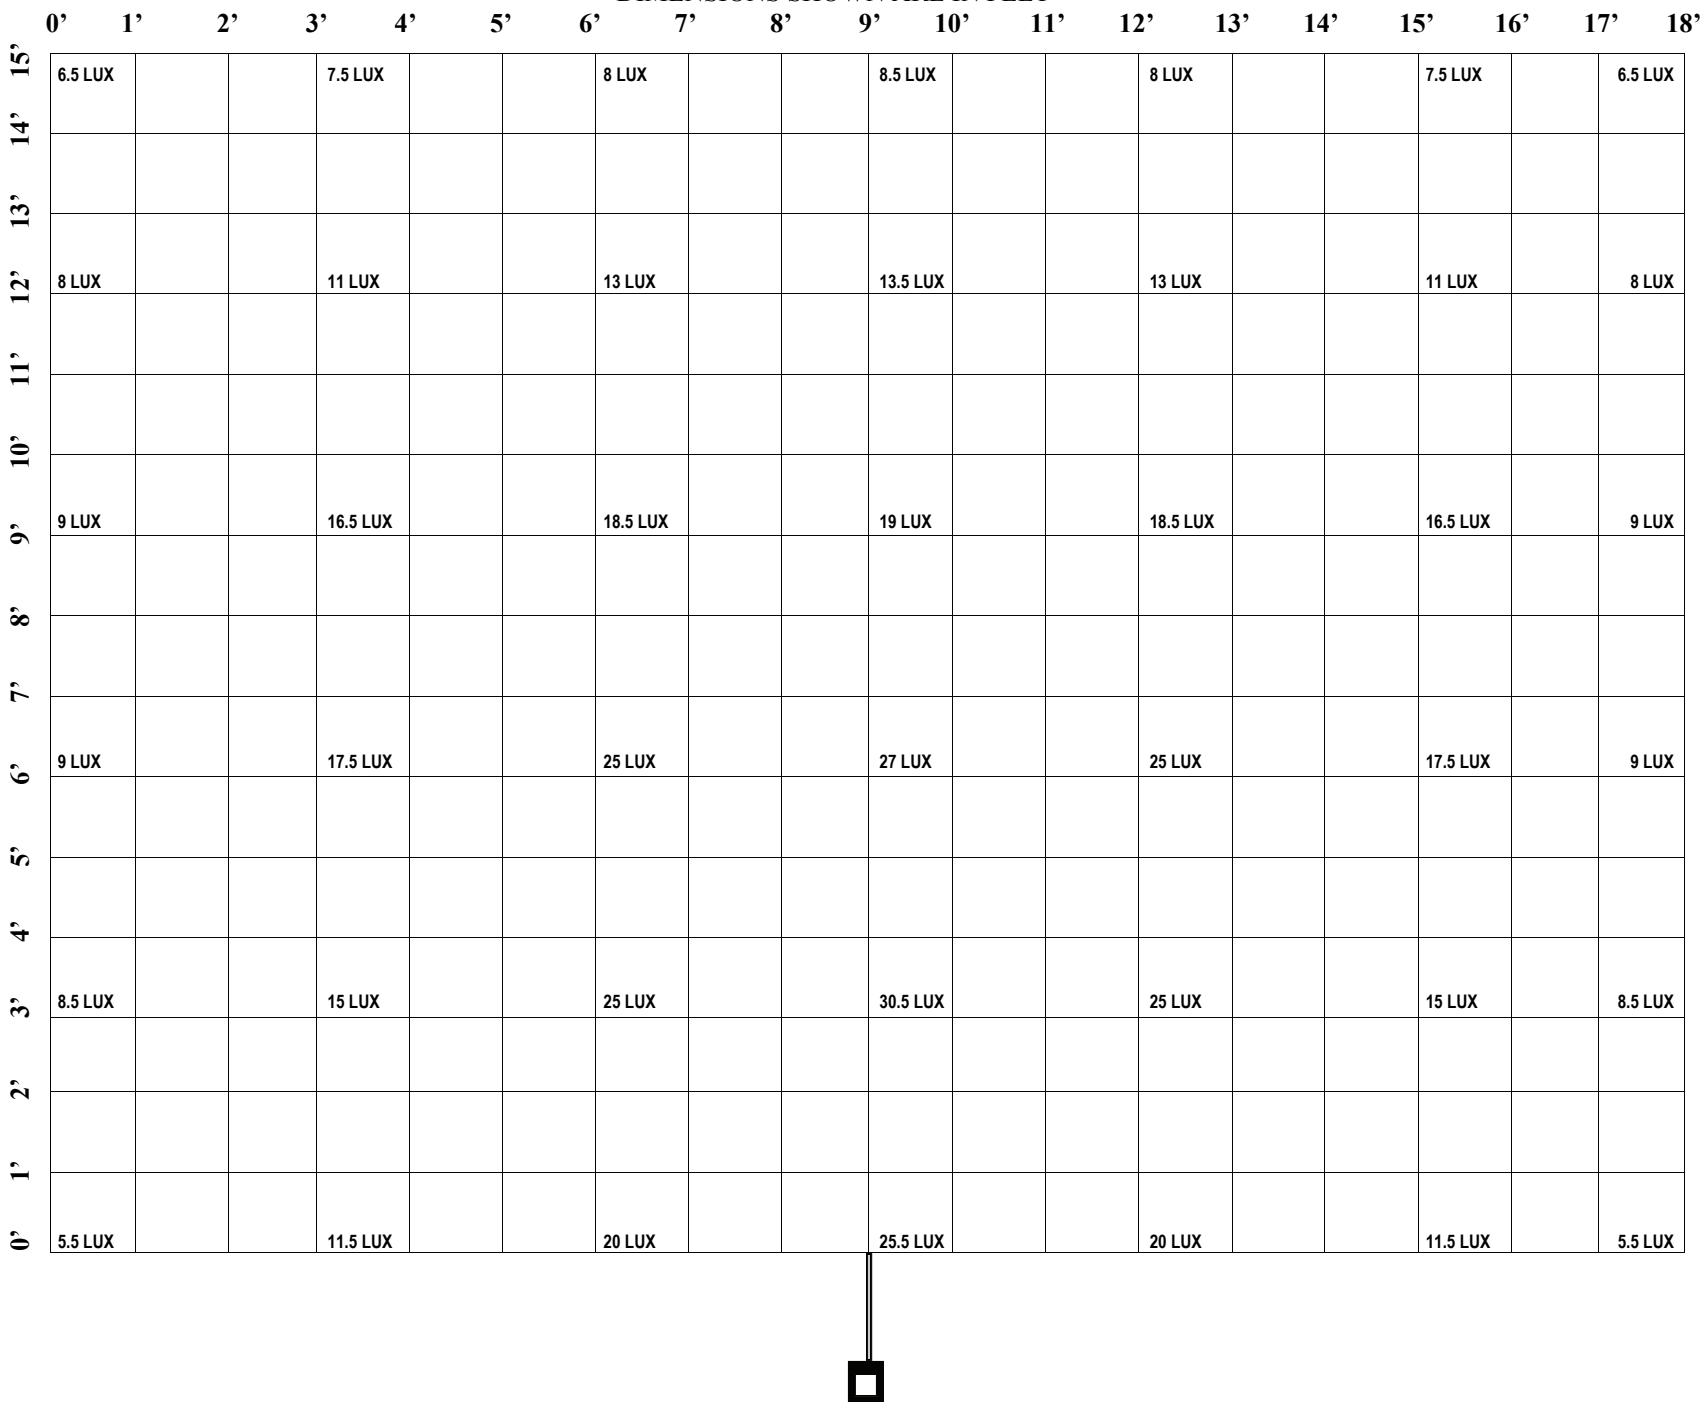 DIMENSIONS SHOWN ARE IN FEET
0’ 1’ 2’ 3’ 4’ 5’ 6’ 7’ 8’ 9’ 10’ 11’ 12’ 13’ 14’ 15’ 16’ 17’ 18’
15’
6.5 LUX 7.5 LUX 8 LUX 8.5 LUX 8 LUX 7.5 LUX 6.5 LUX
14’
13’
12’
8 LUX 11 LUX 13 LUX 13.5 LUX 13 LUX 11 LUX 8 LUX
11’
10’
9’
9 LUX 16.5 LUX 18.5 LUX 19 LUX 18.5 LUX 16.5 LUX 9 LUX
8’
7’
6’
9 LUX 17.5 LUX 25 LUX 27 LUX 25 LUX 17.5 LUX 9 LUX
5’
4’
3’
8.5 LUX 15 LUX 25 LUX 30.5 LUX 25 LUX 15 LUX 8.5 LUX
2’
1’
0’
5.5 LUX 11.5 LUX 20 LUX 25.5 LUX 20 LUX 11.5 LUX 5.5 LUX